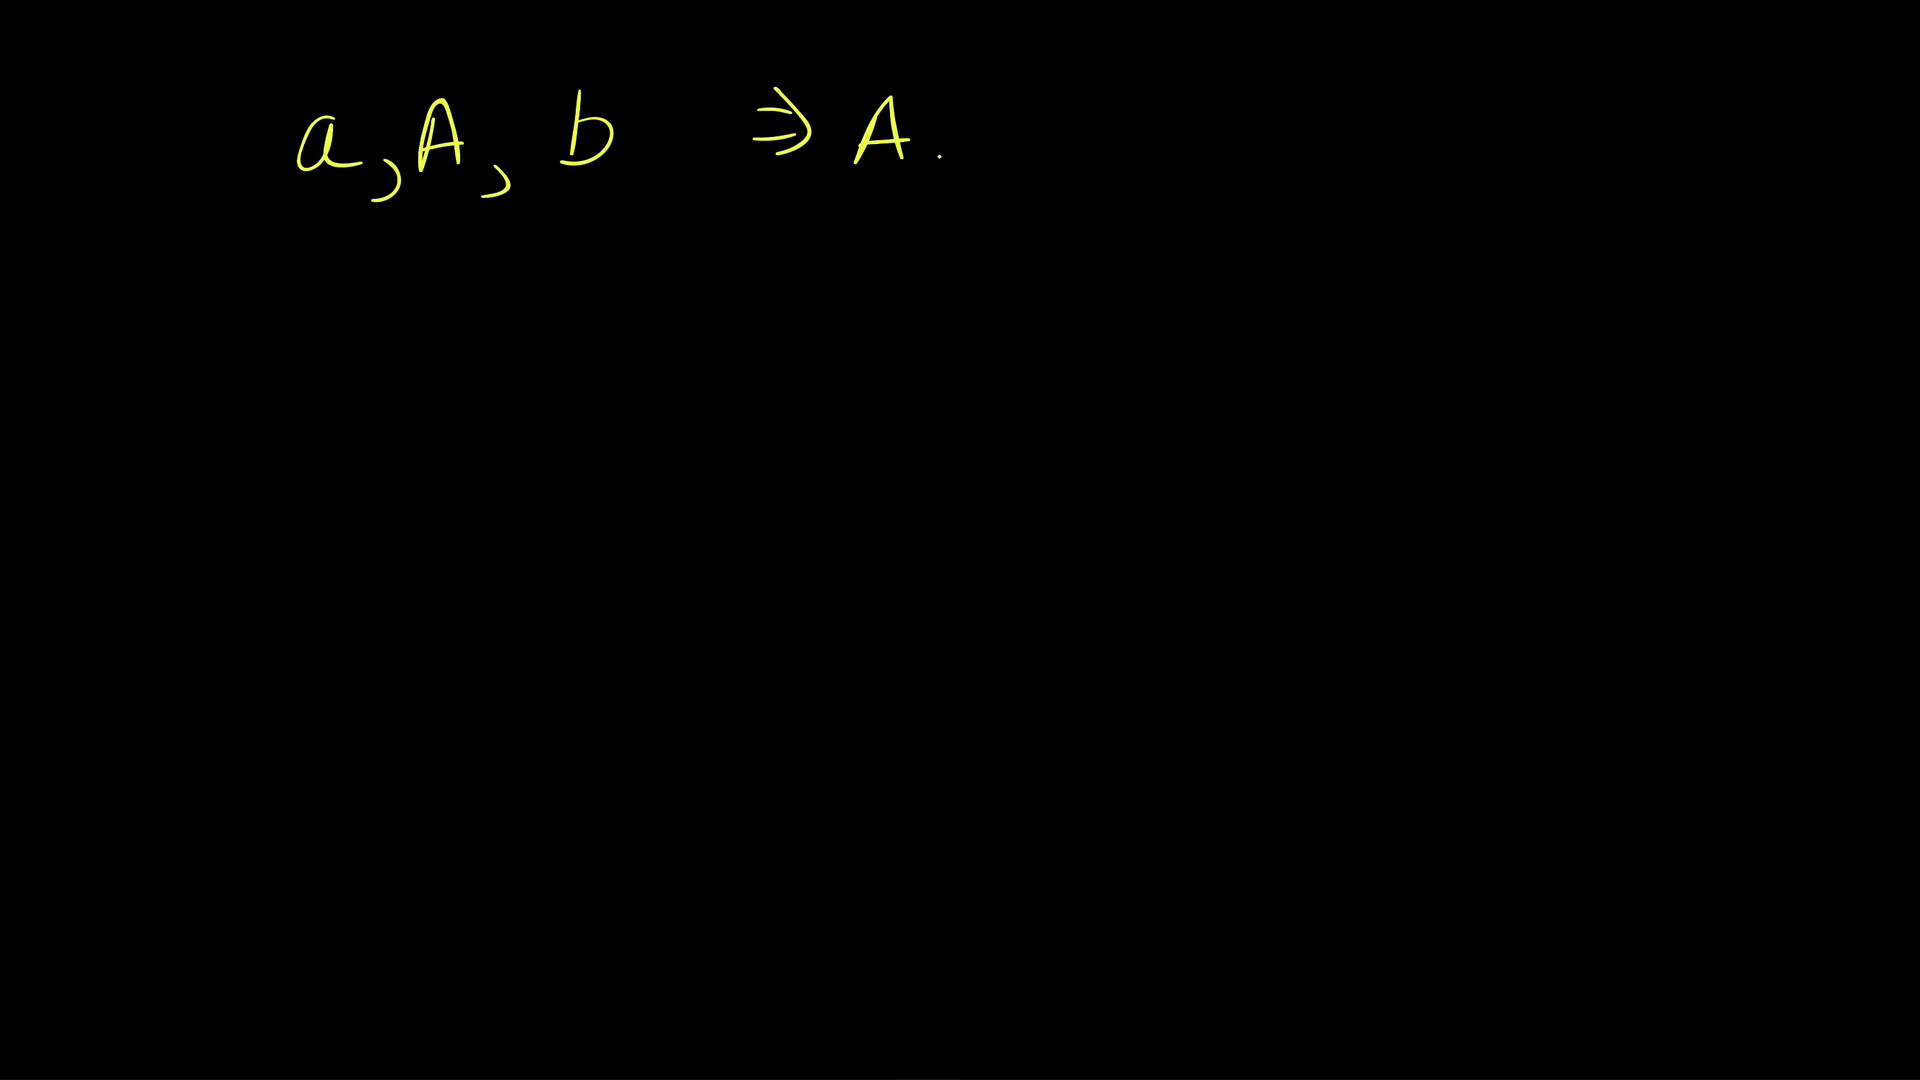 a, A, b ⇒ A.